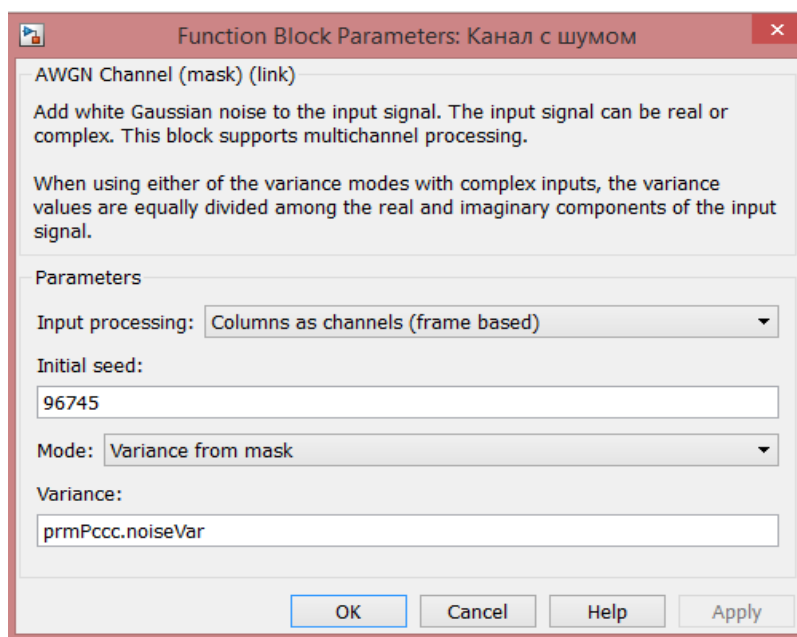 Function Block Parameters: Канал с шумом
AWGN Channel (mask) (link)
Add white Gaussian noise to the input signal. The input signal can be real or
complex. This block supports multichannel processing.
When using either of the variance modes with complex inputs, the variance
values are equally divided among the real and imaginary components of the input
signal.
Parameters
Input processing: Columns as channels (frame based)
Initial seed:
96745
Mode: Variance from mask
Variance:
prmPccc.noiseVar
OK Cancel Help Apply